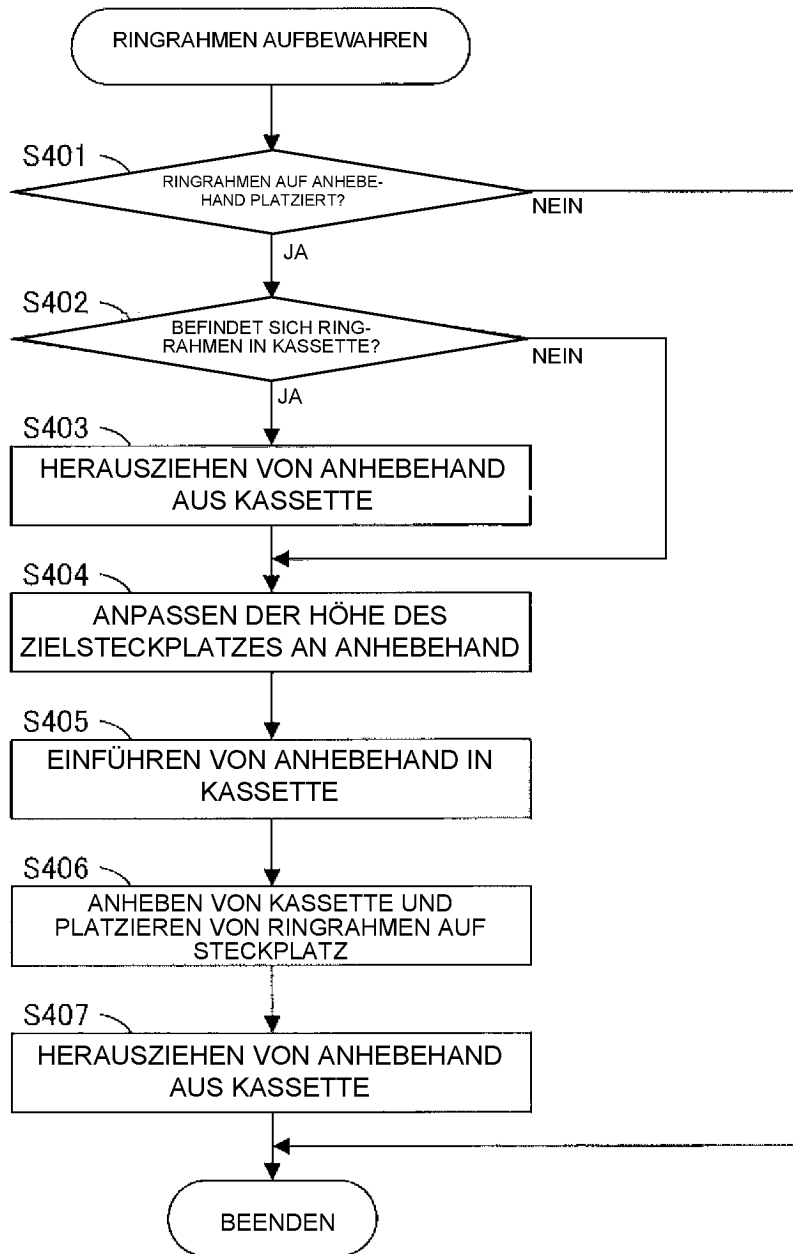 RINGRAHMEN AUFBEWAHREN
S401
RINGRAHMEN AUF ANHEBE-
HAND PLATZIERT?
NEIN
JA
S402
BEFINDET SICH RING-
RAHMEN IN KASSETTE?
NEIN
JA
S403
HERAUSZIEHEN VON ANHEBEHAND
AUS KASSETTE
S404
ANPASSEN DER HÖHE DES
ZIELSTECKPLATZES AN ANHEBEHAND
S405
EINFÜHREN VON ANHEBEHAND IN
KASSETTE
S406
ANHEBEN VON KASSETTE UND
PLATZIEREN VON RINGRAHMEN AUF
STECKPLATZ
S407
HERAUSZIEHEN VON ANHEBEHAND
AUS KASSETTE
BEENDEN